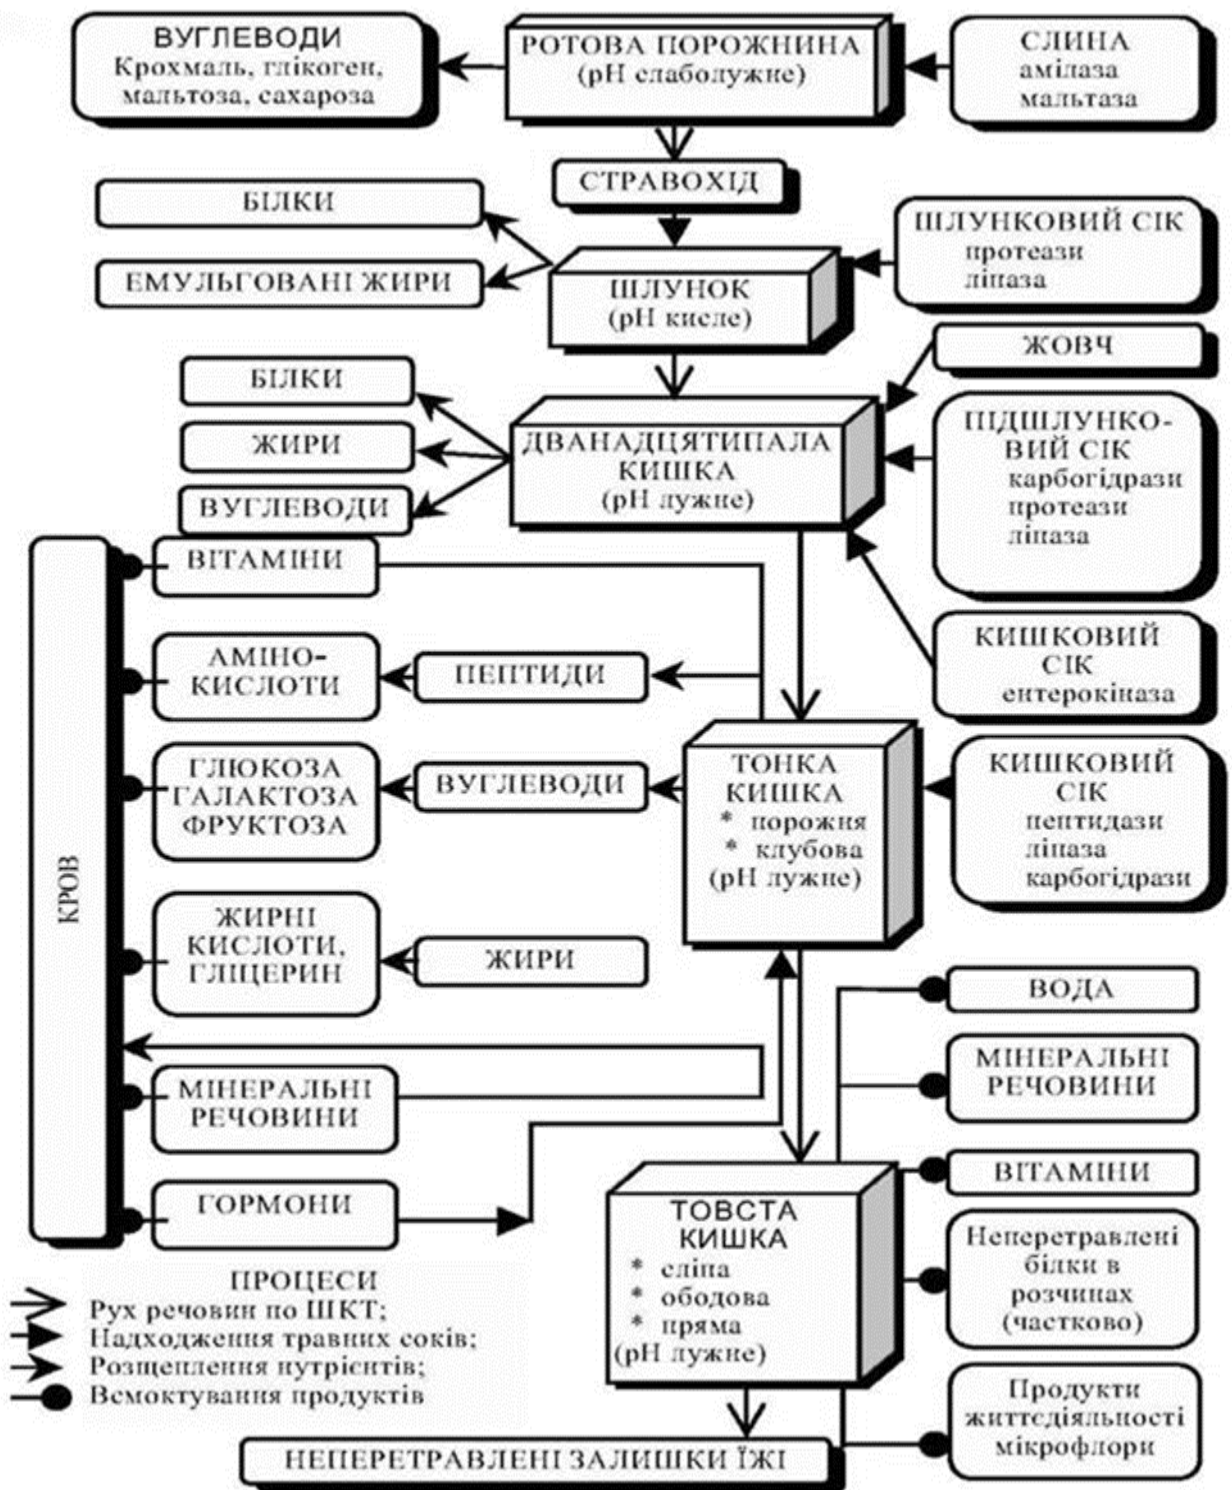 ВУГЛЕВОДИ
Крохмаль, глікоген,
мальтоза, сахароза
РОТОВА ПОРОЖНИНА
(pH слаболужне)
СЛИНА
амілаза
мальтаза
СТРАВОХІД
БІЛКИ
ЕМУЛЬГОВАНІ ЖИРИ
ШЛУНОК
(pH кисле)
ШЛУНКОВИЙ СІК
протеази
ліпаза
ЖОВЧ
БІЛКИ
ЖИРИ
ВУГЛЕВОДИ
ДВАНАДЦЯТИПАЛА
КИШКА
(pH лужне)
ПІДШЛУНКО-
ВИЙ СІК
карбогідрази
протеази
ліпаза
КИШКОВИЙ
СІК
ентерокіназа
КРОВ
ВІТАМІНИ
АМІНО-
КИСЛОТИ
ПЕПТИДИ
ГЛЮКОЗА
ГАЛАКТОЗА
ФРУКТОЗА
ВУГЛЕВОДИ
ТОНКА
КИШКА
* порожня
* клубова
(pH лужне)
КИШКОВИЙ
СІК
пептидази
ліпаза
карбогідрази
ЖИРНІ
КИСЛОТИ,
ГЛІЦЕРИН
ЖИРИ
МІНЕРАЛЬНІ
РЕЧОВИНИ
ГОРМОНИ
ВОДА
МІНЕРАЛЬНІ
РЕЧОВИНИ
ВІТАМІНИ
ТОВСТА
КИШКА
* сліпа
* ободова
* пряма
(pH лужне)
Неперетравлені
білки в
розчинах
(частково)
Продукти
життєдіяльності
мікрофлори
НЕПЕРЕТРАВЛЕНІ ЗАЛИШКИ ЇЖІ
ПРОЦЕСИ
Рух речовин по ШКТ;
Надходження травних соків;
Розщеплення нутрієнтів;
Всмоктування продуктів